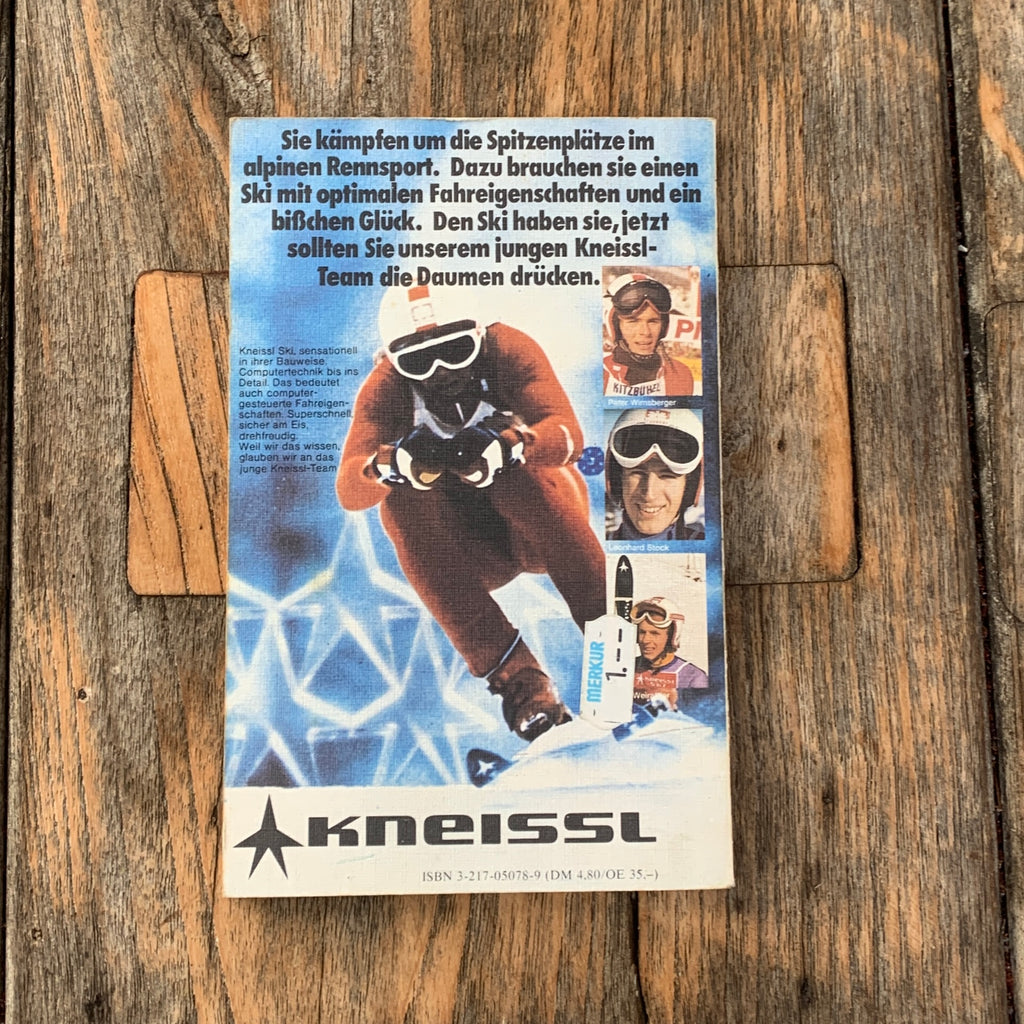 Sie kämpfen um die Spitzenplätze im
alpinen Rennsport. Dazu brauchen sie einen
Ski mit optimalen Fahreigenschaften und ein
bißchen Glück. Den Ski haben sie, jetzt
sollten Sie unserem jungen Kneissl-
Team die Daumen drücken.
Kneissl Ski, sensationell
in ihrer Bauweise.
Computertechnik bis ins
Detail. Das bedeutet
auch computer-
gesteuerte Fahreigen-
schaften. Superschnell,
sicher am Eis,
drehfreudig.
Weil wir das wissen,
glauben wir an das
junge Kneissl-Team
KITZBÜHEL
Peter Wirnsberger
Leonhard Stock
MERKUR
1.--
KNEISSL
KNEISSL
ISBN 3-217-05078-9 (DM 4,80/OE 35,–)